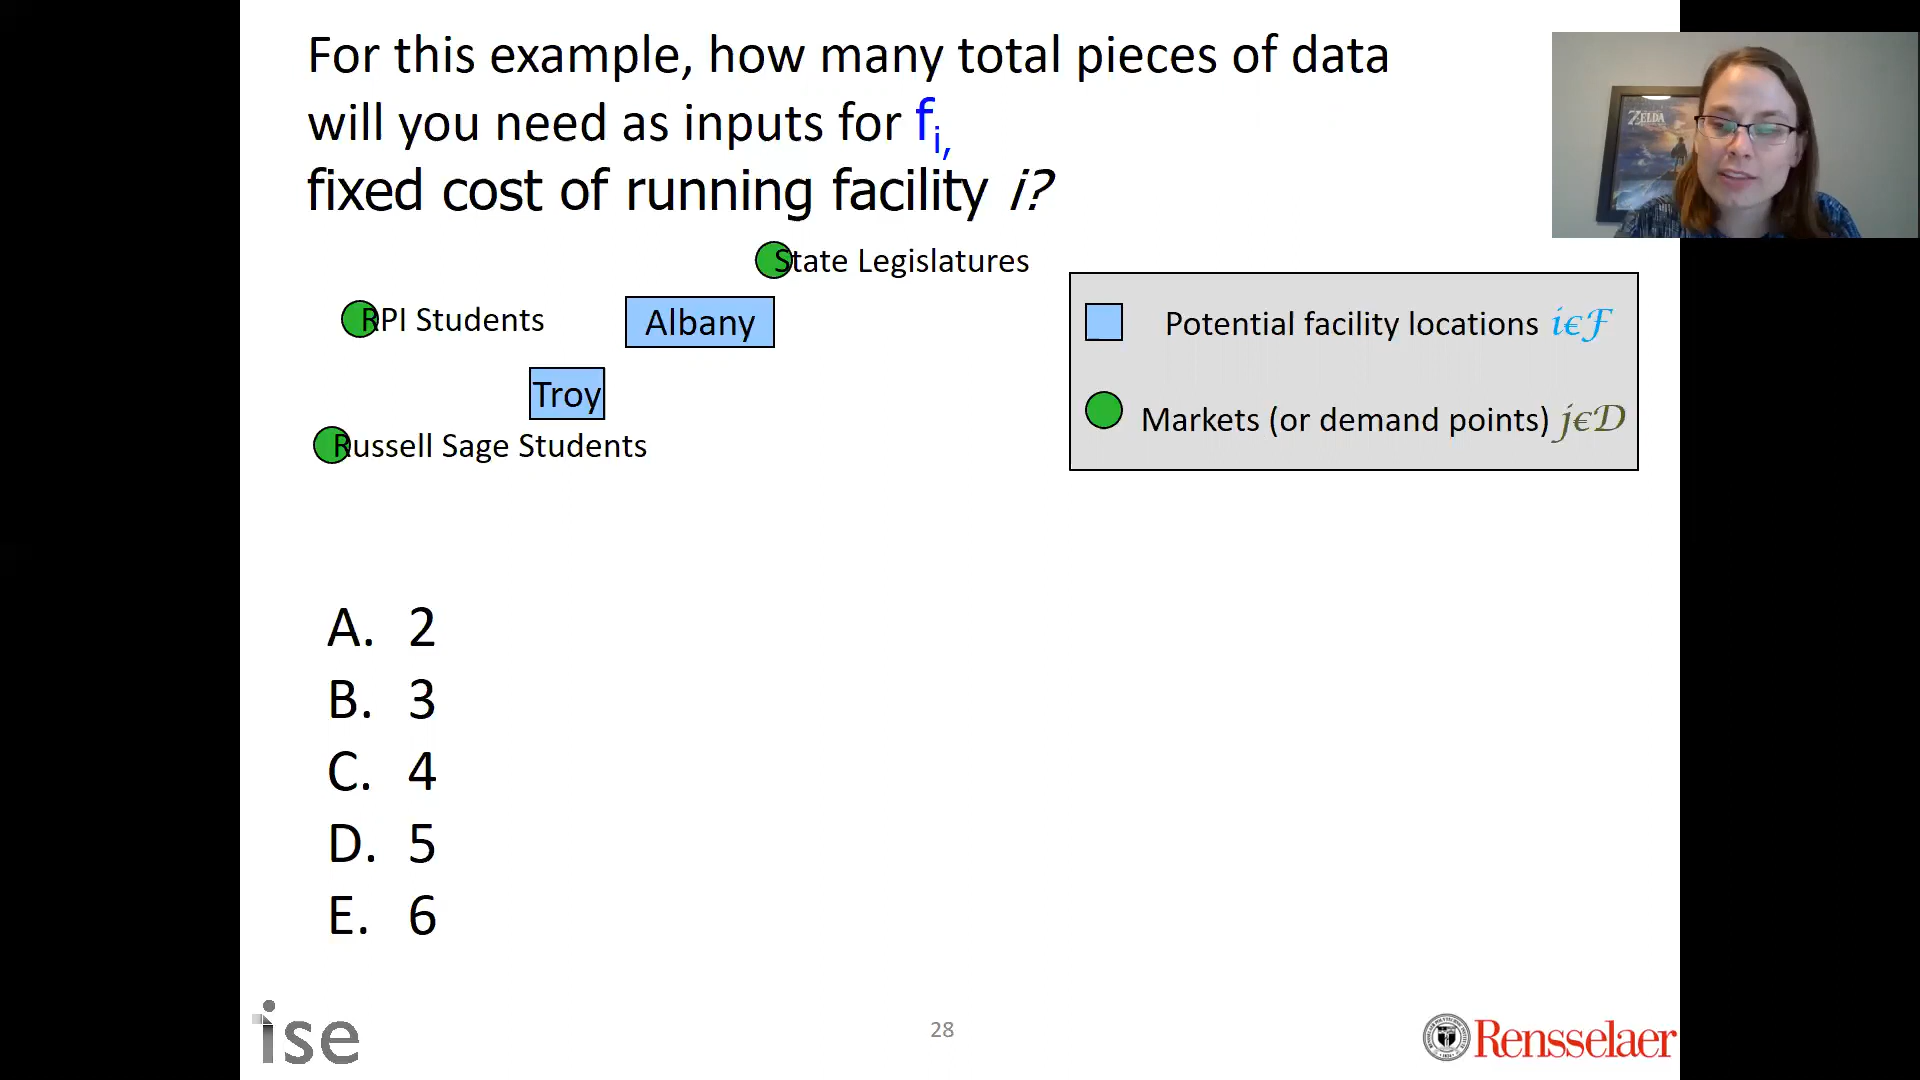 For this example, how many total pieces of data
will you need as inputs for fi,
fixed cost of running facility i?
ZELDA
State Legislatures
RPI Students
Albany
Potential facility locations iϵℱ
Troy
Markets (or demand points) jϵ𝒟
Russell Sage Students
A. 2
B. 3
C. 4
D. 5
E. 6
ise
28
Rensselaer